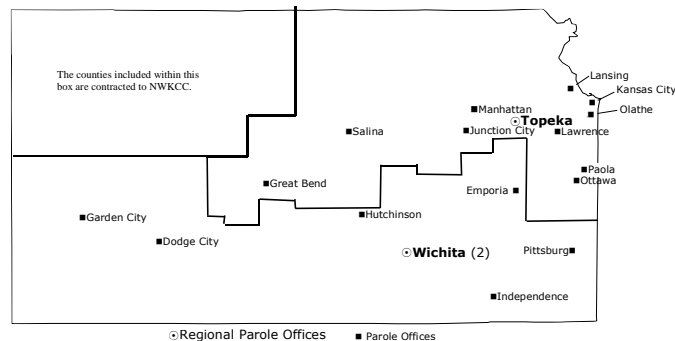 The counties included within this
box are contracted to NWKCC.
Lansing
Kansas City
Olathe
■Manhattan
☉Topeka
■Salina
■Junction City
■Lawrence
■Paola
■Ottawa
■Great Bend
Emporia ■
■Garden City
■Hutchinson
■Dodge City
☉Wichita (2)
Pittsburg■
■Independence
☉Regional Parole Offices ■ Parole Offices